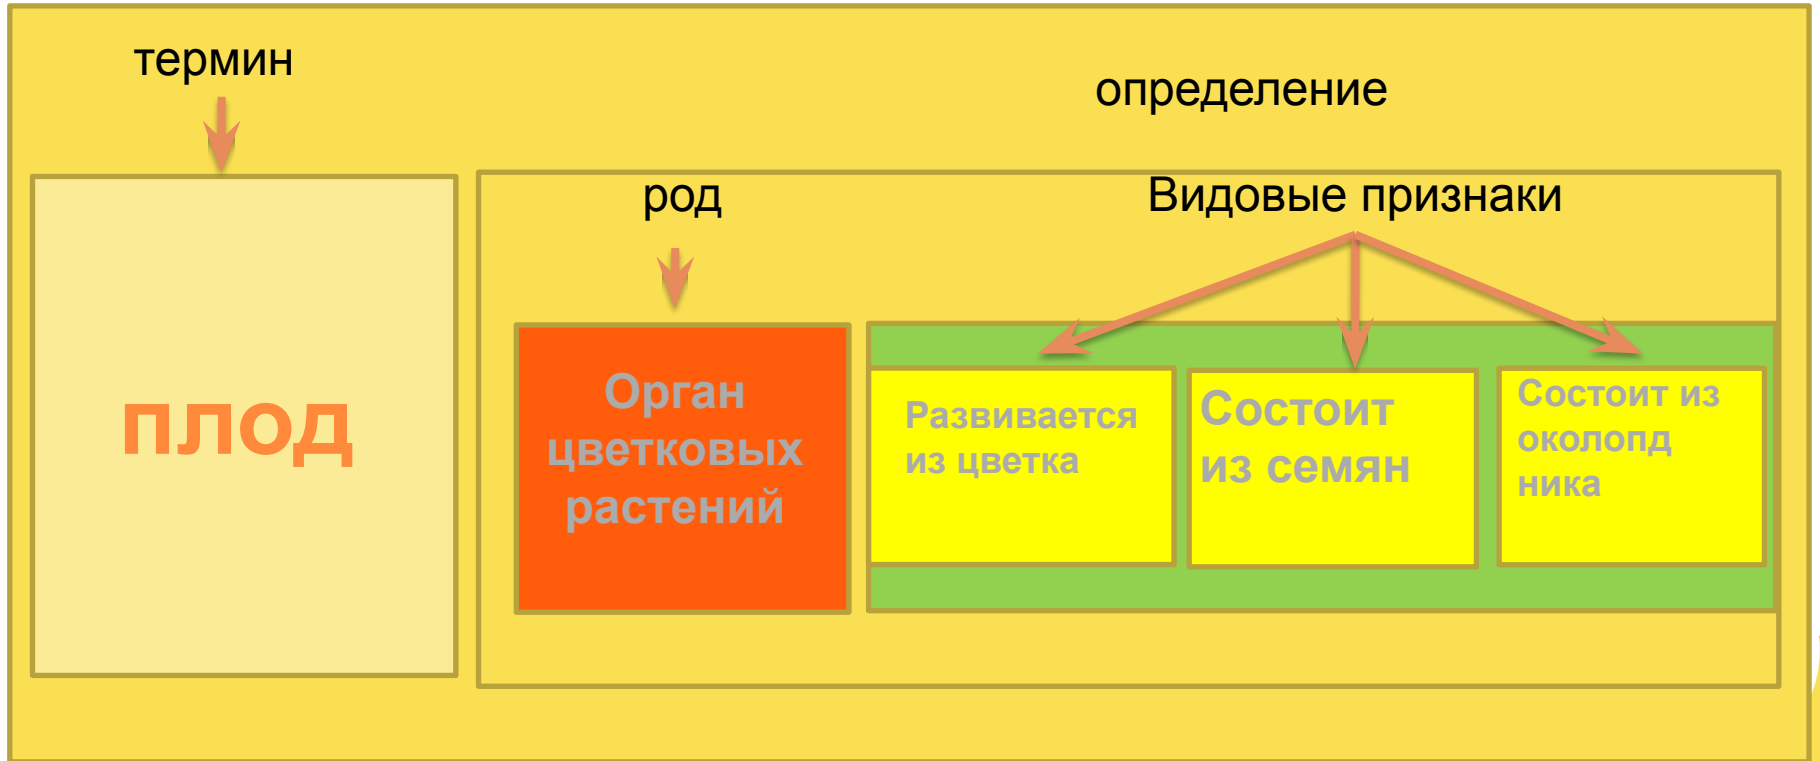 термин
определение
род
Видовые признаки
плод
Орган
цветковых
растений
Развивается
из цветка
Состоит
из семян
Состоит из
околопд
ника